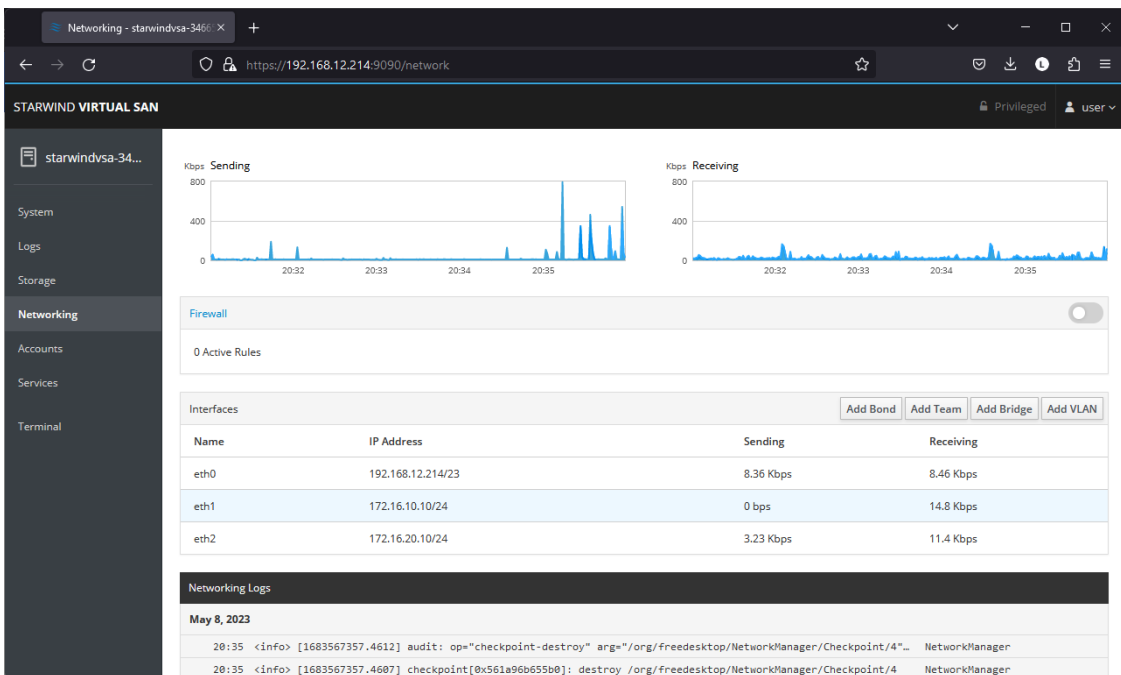 Networking - starwindvsa-3466
https://192.168.12.214:9090/network
L
STARWIND VIRTUAL SAN
Privileged
user
starwindvsa-34...
System
Logs
Storage
Networking
Accounts
Services
Terminal
Kbps Sending
800
400
0
20:32 20:33 20:34 20:35
Kbps Receiving
800
400
0
20:32 20:33 20:34 20:35
Firewall
0 Active Rules
Interfaces Add Bond Add Team Add Bridge Add VLAN
Name IP Address Sending Receiving
eth0 192.168.12.214/23 8.36 Kbps 8.46 Kbps
eth1 172.16.10.10/24 0 bps 14.8 Kbps
eth2 172.16.20.10/24 3.23 Kbps 11.4 Kbps
Networking Logs
May 8, 2023
20:35 <info> [1683567357.4612] audit: op="checkpoint-destroy" arg="/org/freedesktop/NetworkManager/Checkpoint/4"… NetworkManager
20:35 <info> [1683567357.4607] checkpoint[0x561a96b655b0]: destroy /org/freedesktop/NetworkManager/Checkpoint/4 NetworkManager